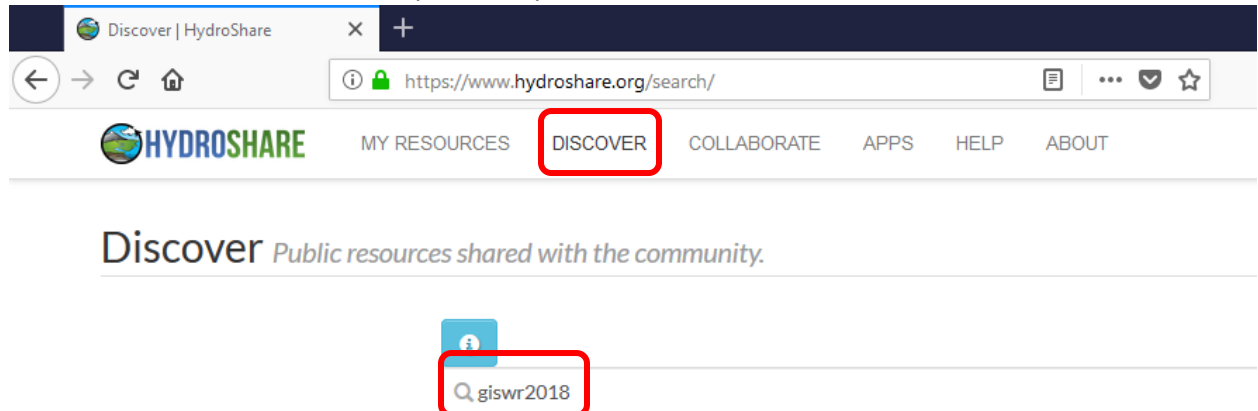 Discover | HydroShare
https://www.hydroshare.org/search/
HYDROSHARE MY RESOURCES DISCOVER COLLABORATE APPS HELP ABOUT
Discover Public resources shared with the community.
giswr2018